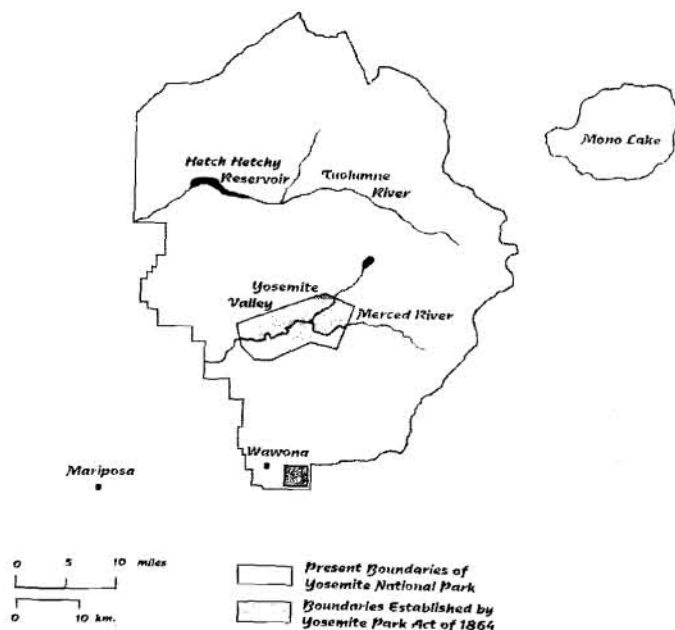 Hetch Hetchy
Reservoir
Tuolumne
River
Mono Lake
Yosemite
Valley
Merced River
Wawona
Mariposa
0 5 10 miles
0 10 km.
Present Boundaries of
Yosemite National Park
Boundaries Established by
Yosemite Park Act of 1864